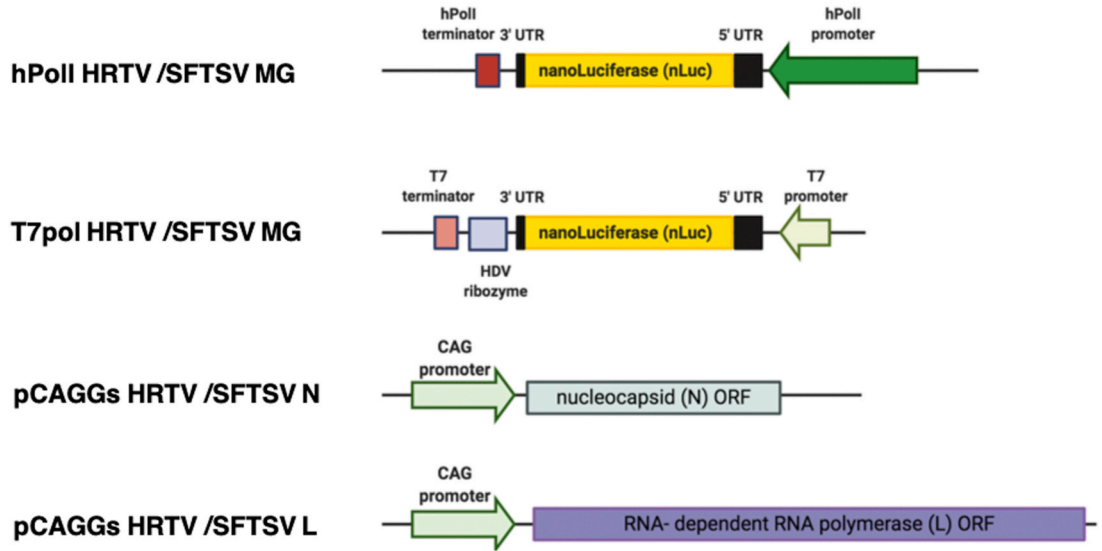 hPolI
terminator 3' UTR 5' UTR
hPolI
promoter
hPolI HRTV /SFTSV MG
nanoLuciferase (nLuc)
T7
terminator 3' UTR 5' UTR
T7
promoter
T7pol HRTV /SFTSV MG
nanoLuciferase (nLuc)
HDV
ribozyme
CAG
promoter
pCAGGs HRTV /SFTSV N
nucleocapsid (N) ORF
CAG
promoter
pCAGGs HRTV /SFTSV L
RNA- dependent RNA polymerase (L) ORF